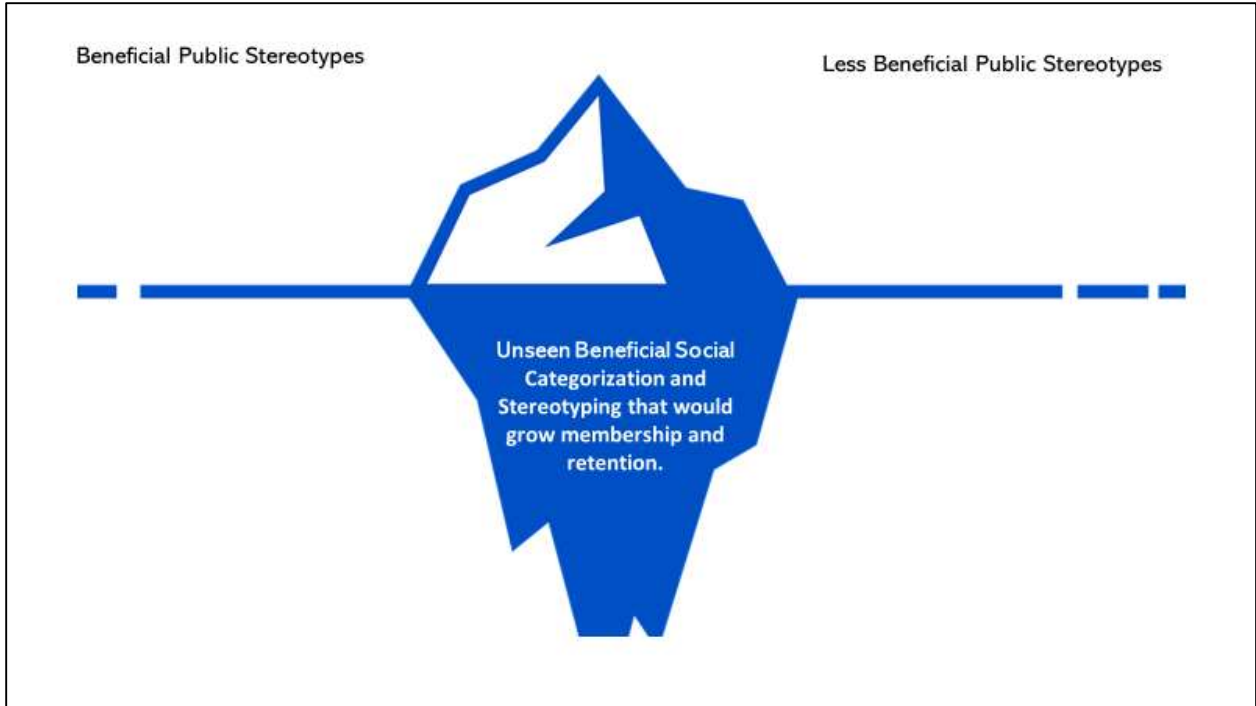 Beneficial Public Stereotypes
Less Beneficial Public Stereotypes
Unseen Beneficial Social
Categorization and
Stereotyping that would
grow membership and
retention.